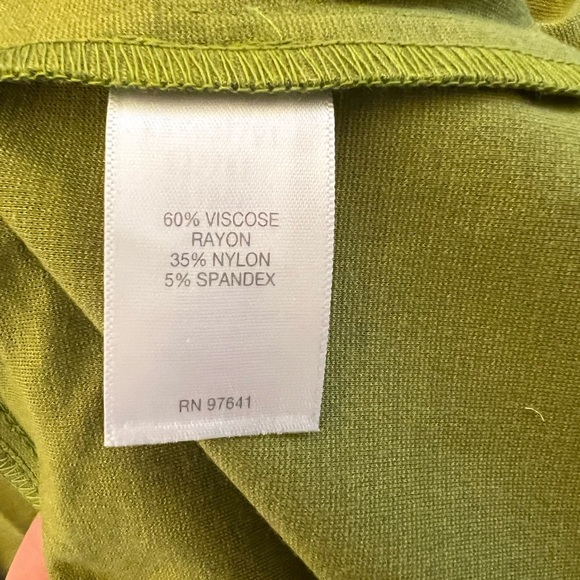 60% VISCOSE
RAYON
35% NYLON
5% SPANDEX
RN 97641